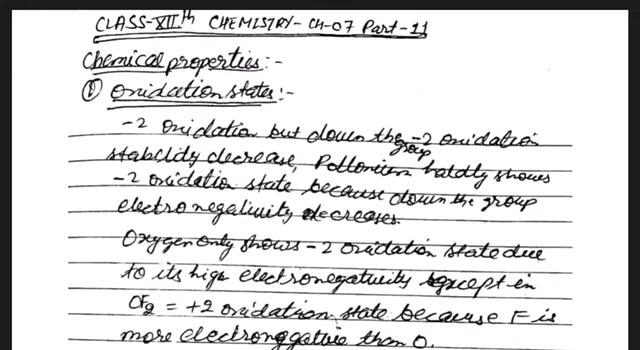 CLASS-XIIth CHEMISTRY- CH-07 Part-11
Chemical properties:-
① Oxidation states:-
-2 oxidation but down the group -2 oxidation
stability decrease, Pollonium haldly shows
-2 oxidation state because down the group
electronegativity decreases.
Oxygen only shows -2 oxidation state due
to its high electronegativity except in
OF2 = +2 oxidation state because F is
more electronegative than O.